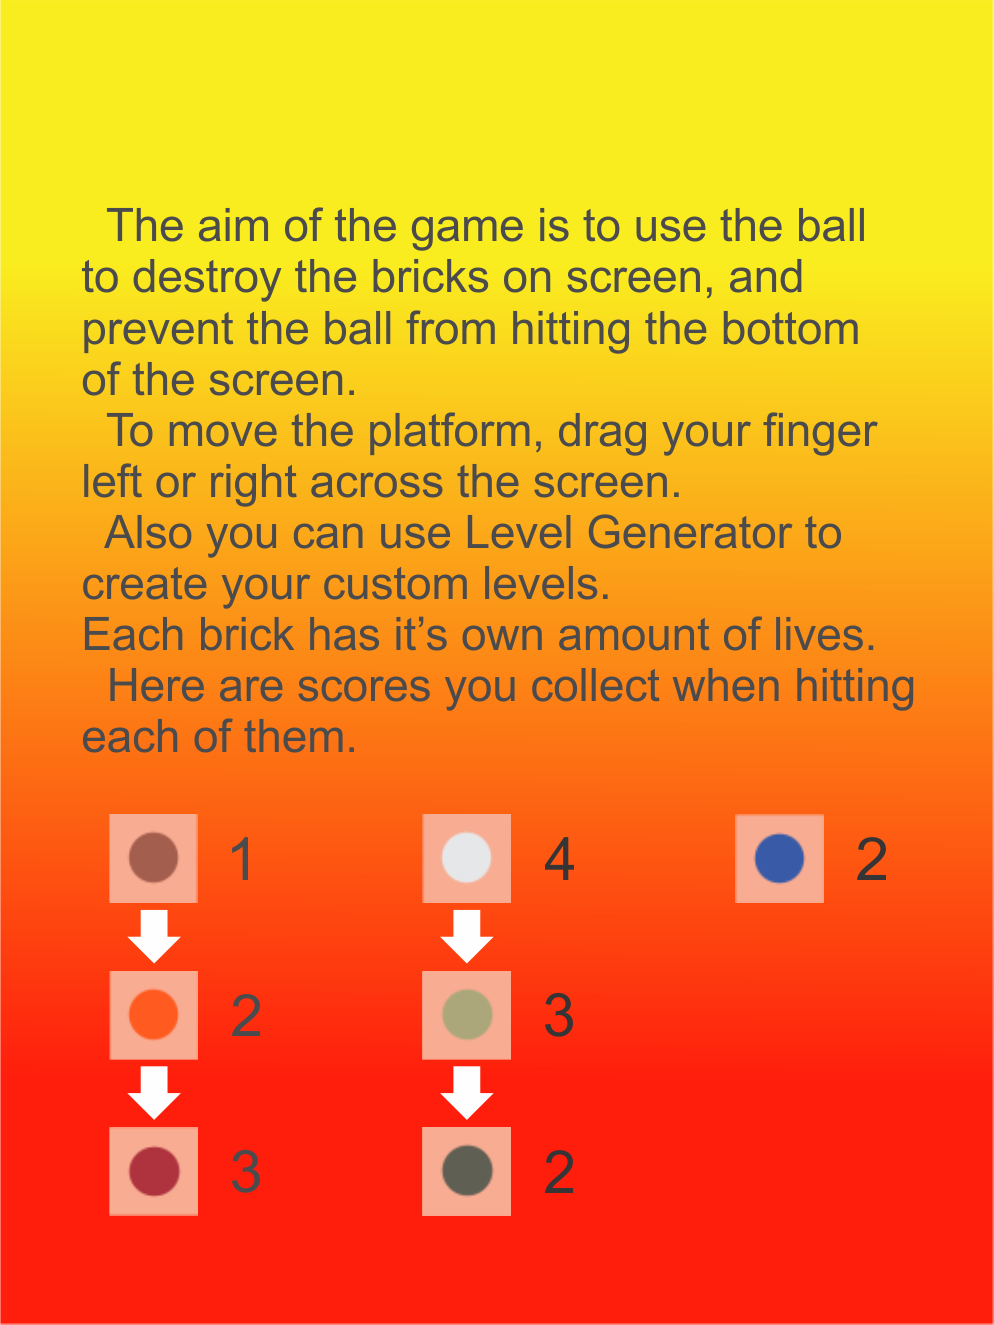 The aim of the game is to use the ball
to destroy the bricks on screen, and
prevent the ball from hitting the bottom
of the screen.
To move the platform, drag your finger
left or right across the screen.
Also you can use Level Generator to
create your custom levels.
Each brick has it’s own amount of lives.
Here are scores you collect when hitting
each of them.
1 4 2
2 3
3 2